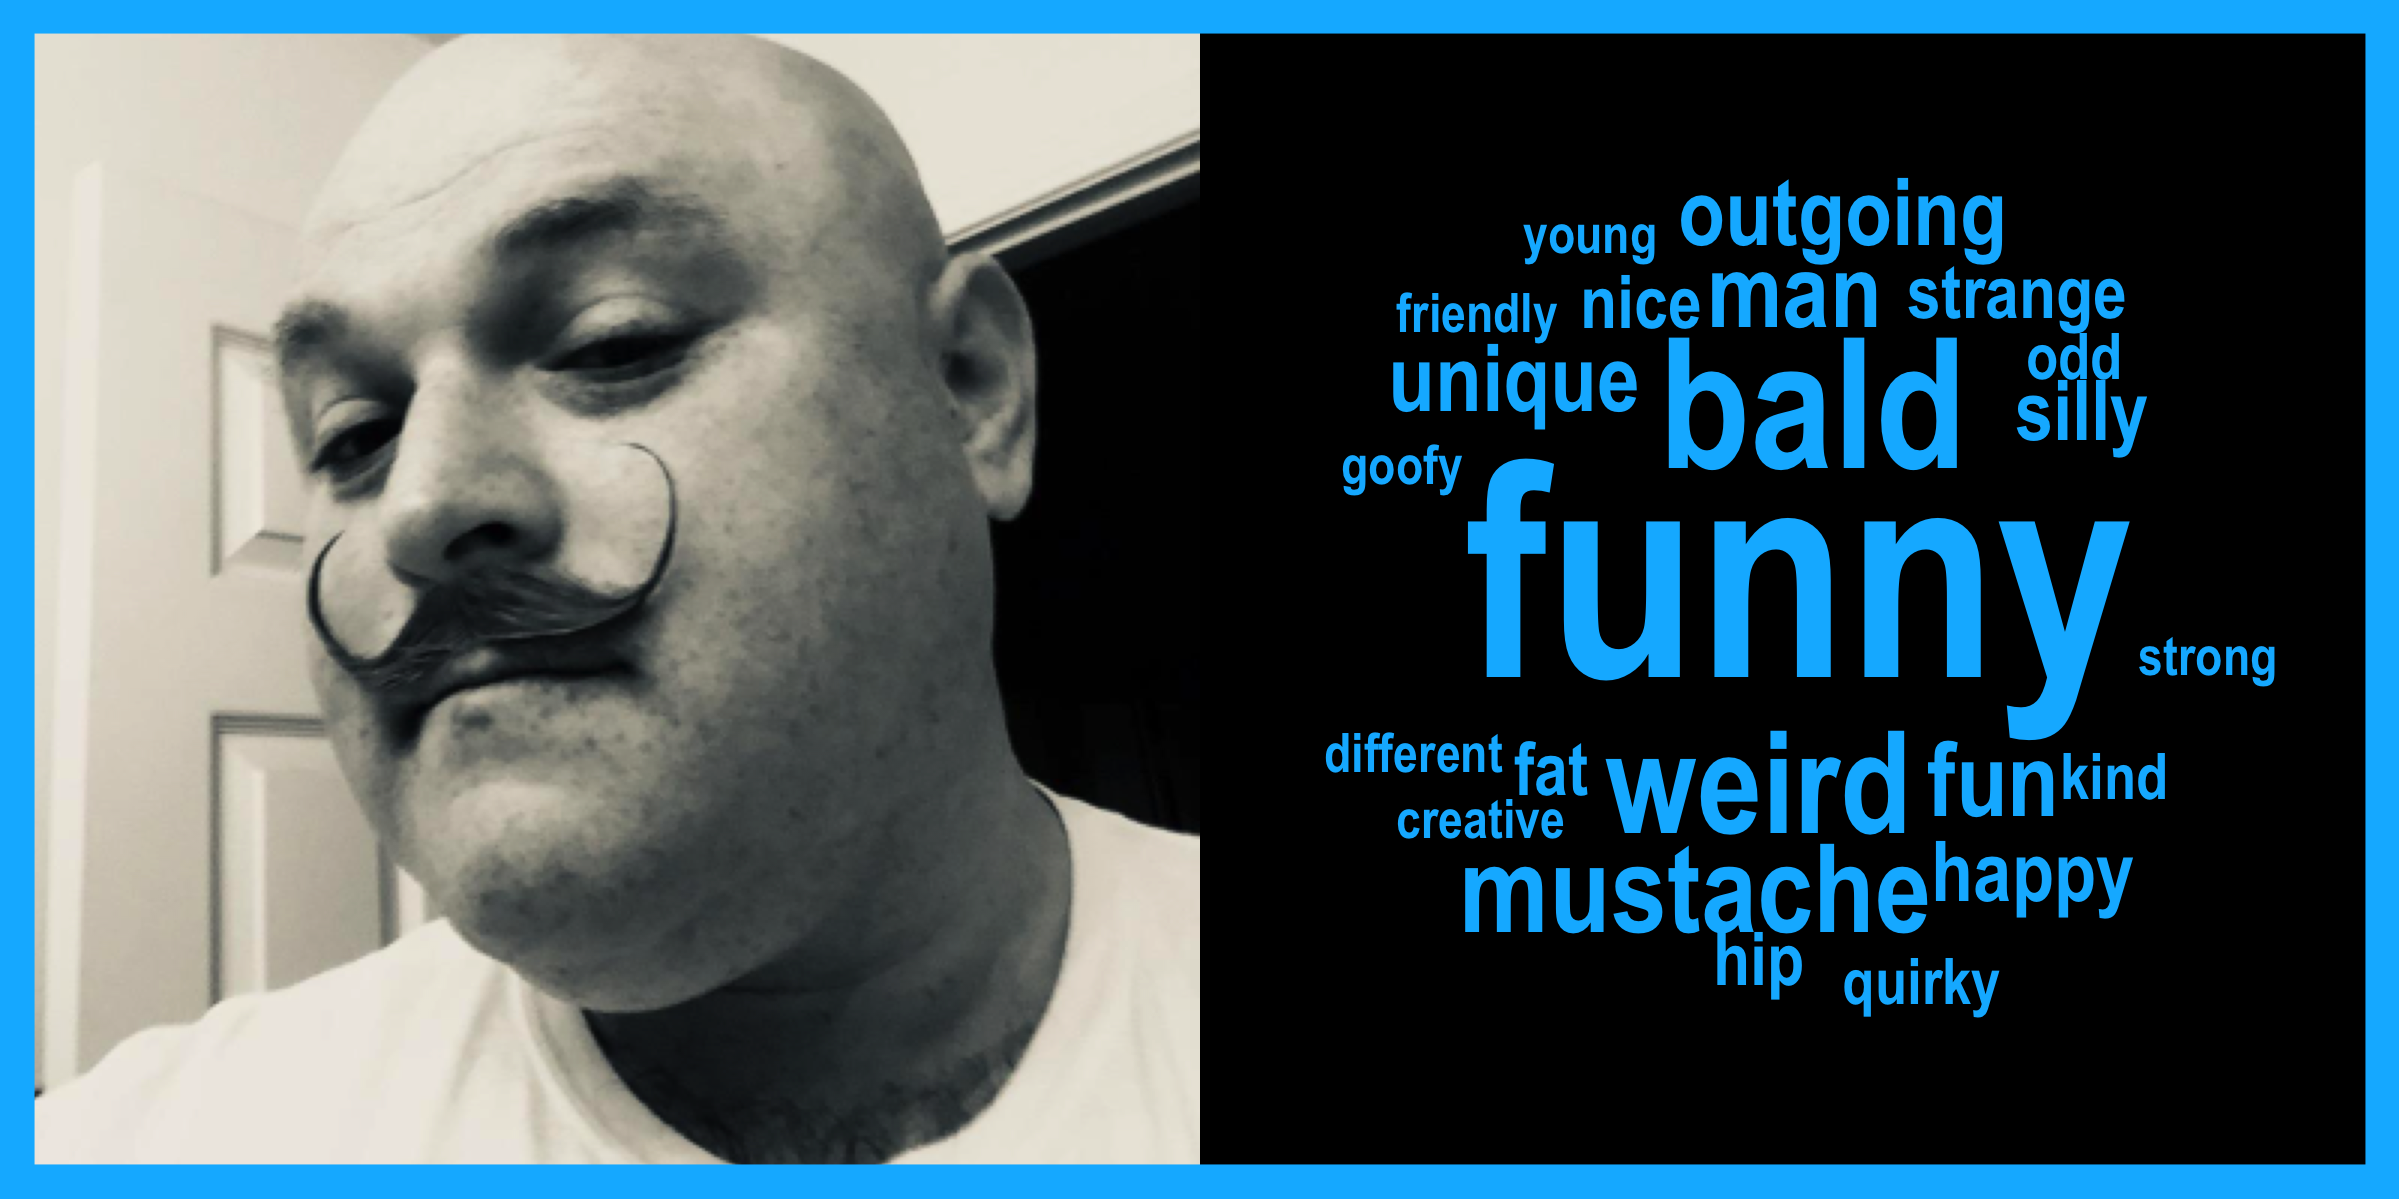 young outgoing
friendly nice man strange
unique bald odd
silly
goofy
funny
strong
different fat weird fun kind
creative
mustache happy
hip quirky